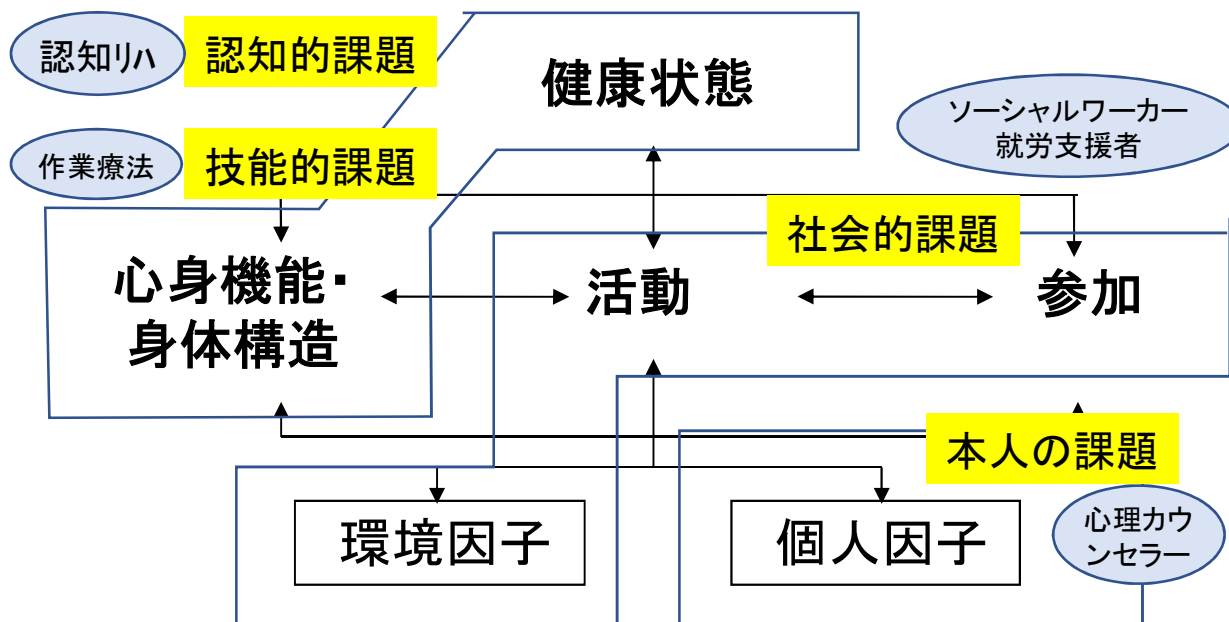 認知リハ
認知的課題
健康状態
ソーシャルワーカー
就労支援者
作業療法
技能的課題
社会的課題
心身機能・
身体構造
活動
参加
本人の課題
環境因子
個人因子
心理カウ
ンセラー